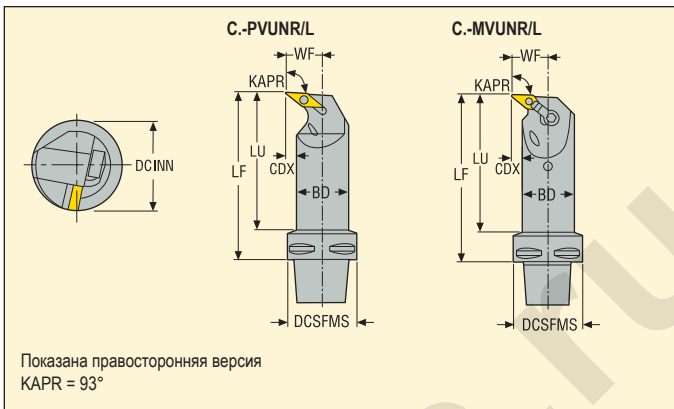 C.-PVUNR/L
C.-MVUNR/L
WF
WF
KAPR
KAPR
DCINN
LF
LU
CDX
BD
LF
LU
CDX
BD
DCSFMS
DCSFMS
Показана правосторонняя версия
KAPR = 93°